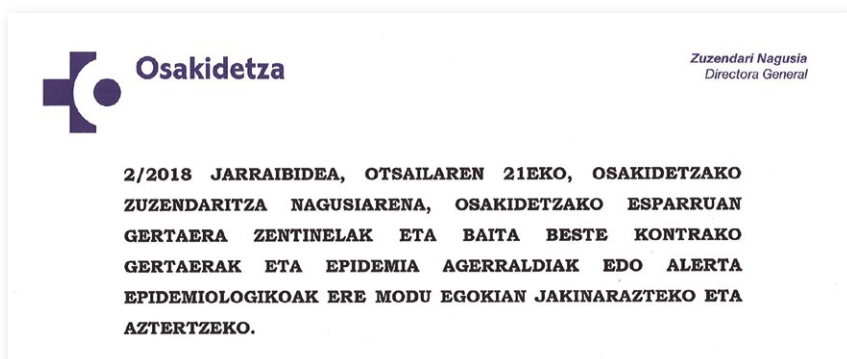 Osakidetza
Zuzendari Nagusia
Directora General
2/2018 JARRAIBIDEA, OTSAILAREN 21EKO, OSAKIDETZAKO
ZUZENDARITZA NAGUSIARENA, OSAKIDETZAKO ESPARRUAN
GERTAERA ZENTINELAK ETA BAITA BESTE KONTRAKO
GERTAERAK ETA EPIDEMIA AGERRALDIAK EDO ALERTA
EPIDEMIOLOGIKOAK ERE MODU EGOKIAN JAKINARAZTEKO ETA
AZTERTZEKO.